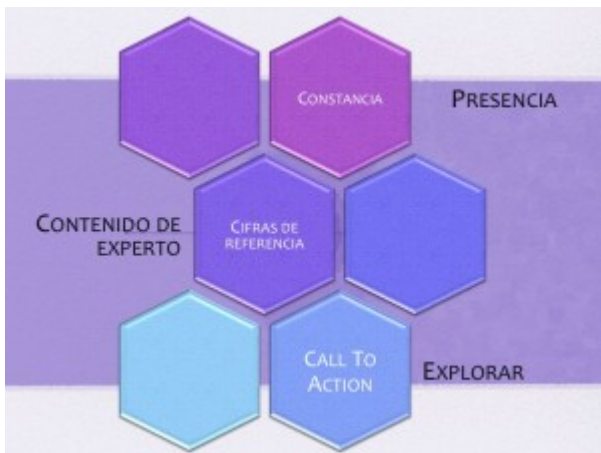 CONSTANCIA
PRESENCIA
CONTENIDO DE
EXPERTO
CIFRAS DE
REFERENCIA
CALL TO
ACTION
EXPLORAR